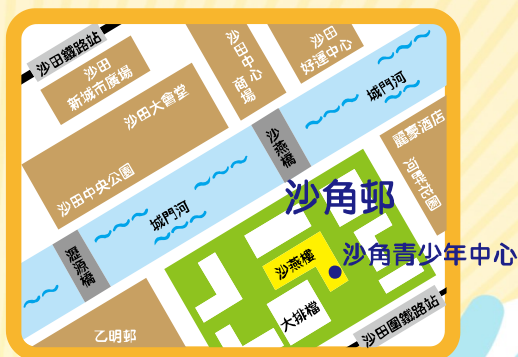 沙田鐵路站
沙田
新城市廣場
沙田中心
商場
沙田
好運中心
沙田大會堂
城門河
沙燕橋
麗豪酒店
河畔花園
沙田中央公園
城門河
瀝源橋
沙角邨
沙燕樓
沙角青少年中心
大排檔
乙明邨
沙田圍鐵路站